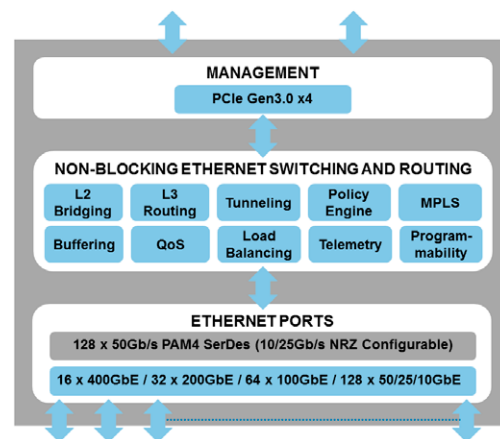 MANAGEMENT
PCIe Gen3.0 x4
NON-BLOCKING ETHERNET SWITCHING AND ROUTING
L2 Bridging
L3 Routing
Tunneling
Policy Engine
MPLS
Buffering
QoS
Load Balancing
Telemetry
Program-
mability
ETHERNET PORTS
128 x 50Gb/s PAM4 SerDes (10/25Gb/s NRZ Configurable)
16 x 400GbE / 32 x 200GbE / 64 x 100GbE / 128 x 50/25/10GbE